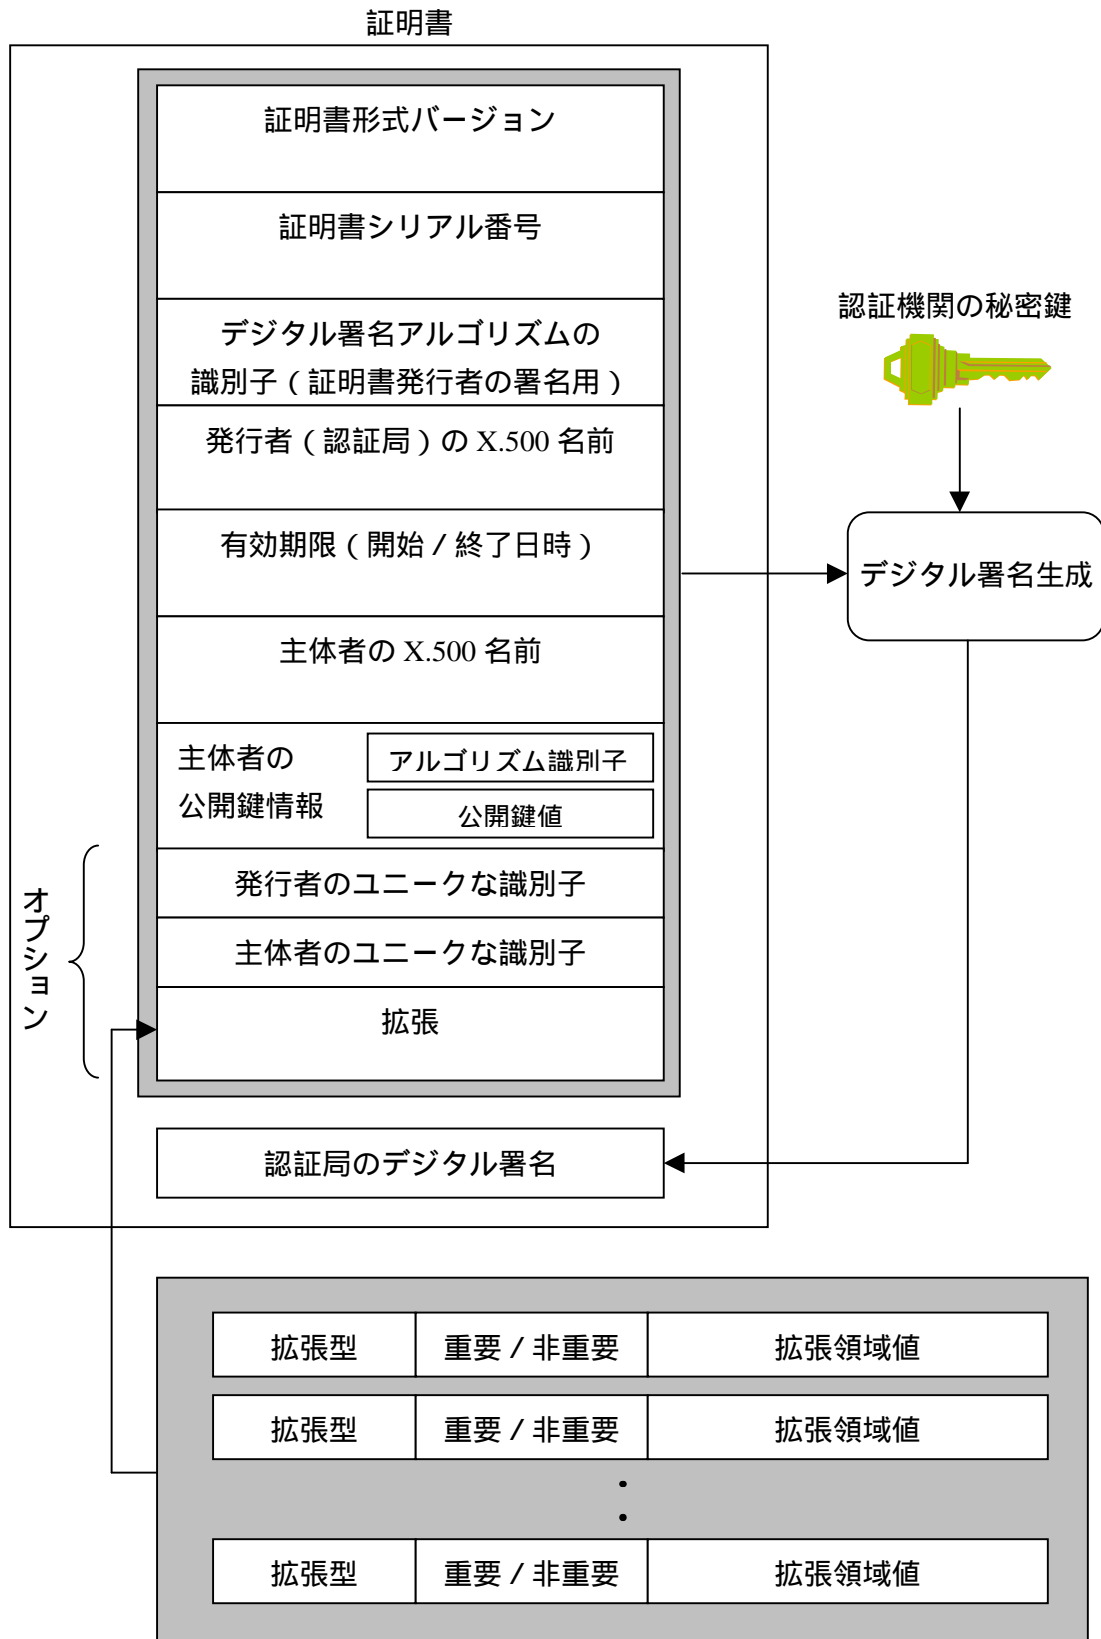 証明書
証明書形式バージョン
証明書シリアル番号
デジタル署名アルゴリズムの
識別子（証明書発行者の署名用）
発行者（認証局）の X.500 名前
有効期限（開始／終了日時）
主体者の X.500 名前
主体者の
公開鍵情報
アルゴリズム識別子
公開鍵値
オプション
発行者のユニークな識別子
主体者のユニークな識別子
拡張
認証局のデジタル署名
認証機関の秘密鍵
デジタル署名生成
拡張型 重要／非重要 拡張領域値
拡張型 重要／非重要 拡張領域値
・
・
拡張型 重要／非重要 拡張領域値